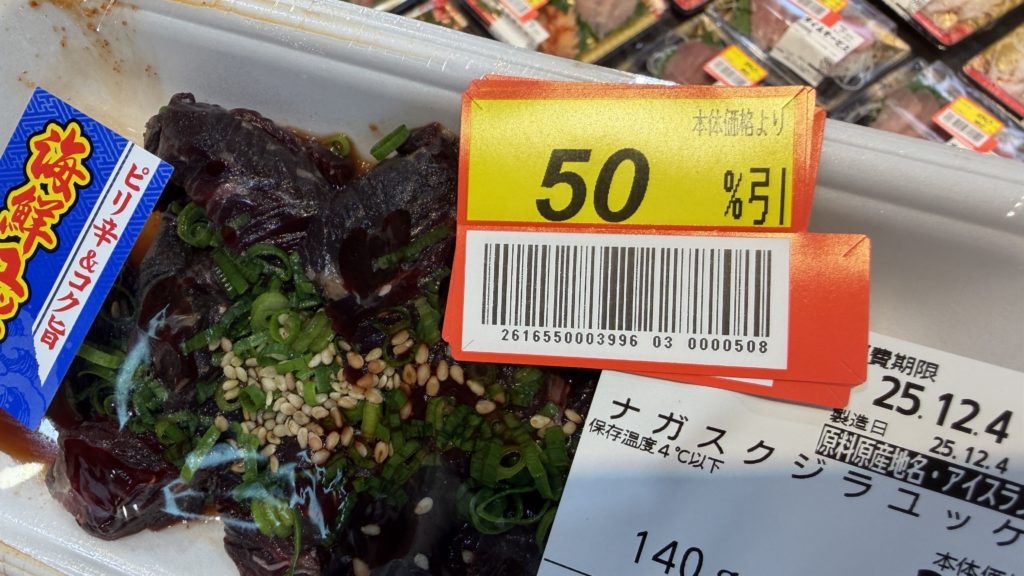 海鮮
ピリ辛&コク旨
本体価格より
50%引
2616550003996 03 0000508
費期限
25.12.4
製造日
25.12.4
原料原産地名・アイスラ
ナガスクジラユッケ
保存温度4℃以下
140g
本体価